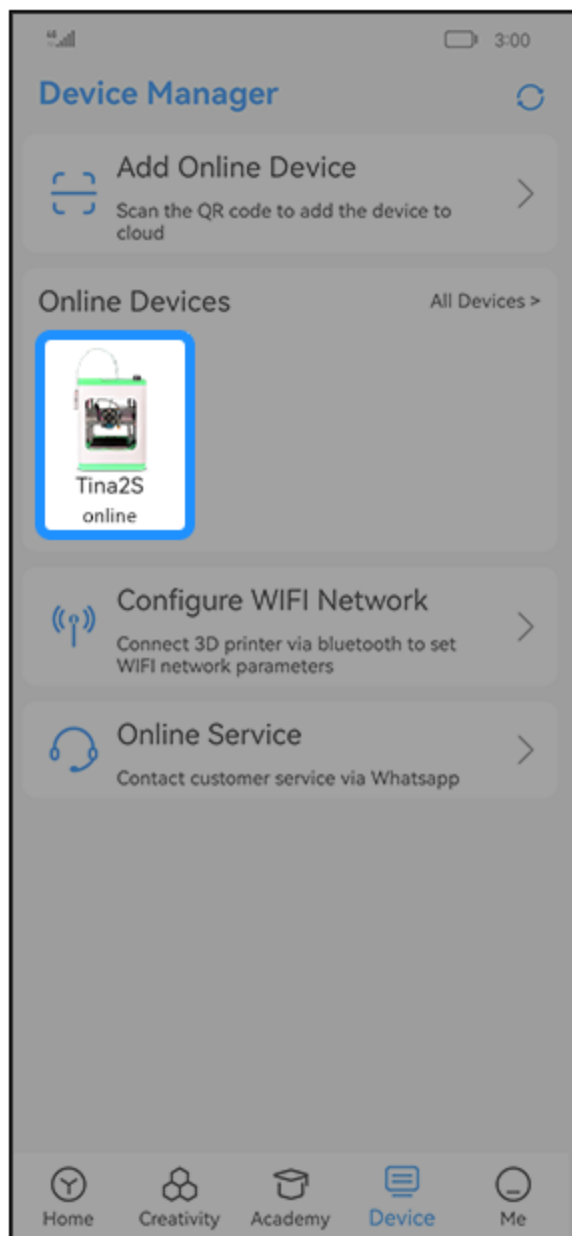 3:00
Device Manager
Add Online Device
Scan the QR code to add the device to
cloud
Online Devices
All Devices >
Tina2S
online
Configure WIFI Network
Connect 3D printer via bluetooth to set
WIFI network parameters
Online Service
Contact customer service via Whatsapp
Home
Creativity
Academy
Device
Me